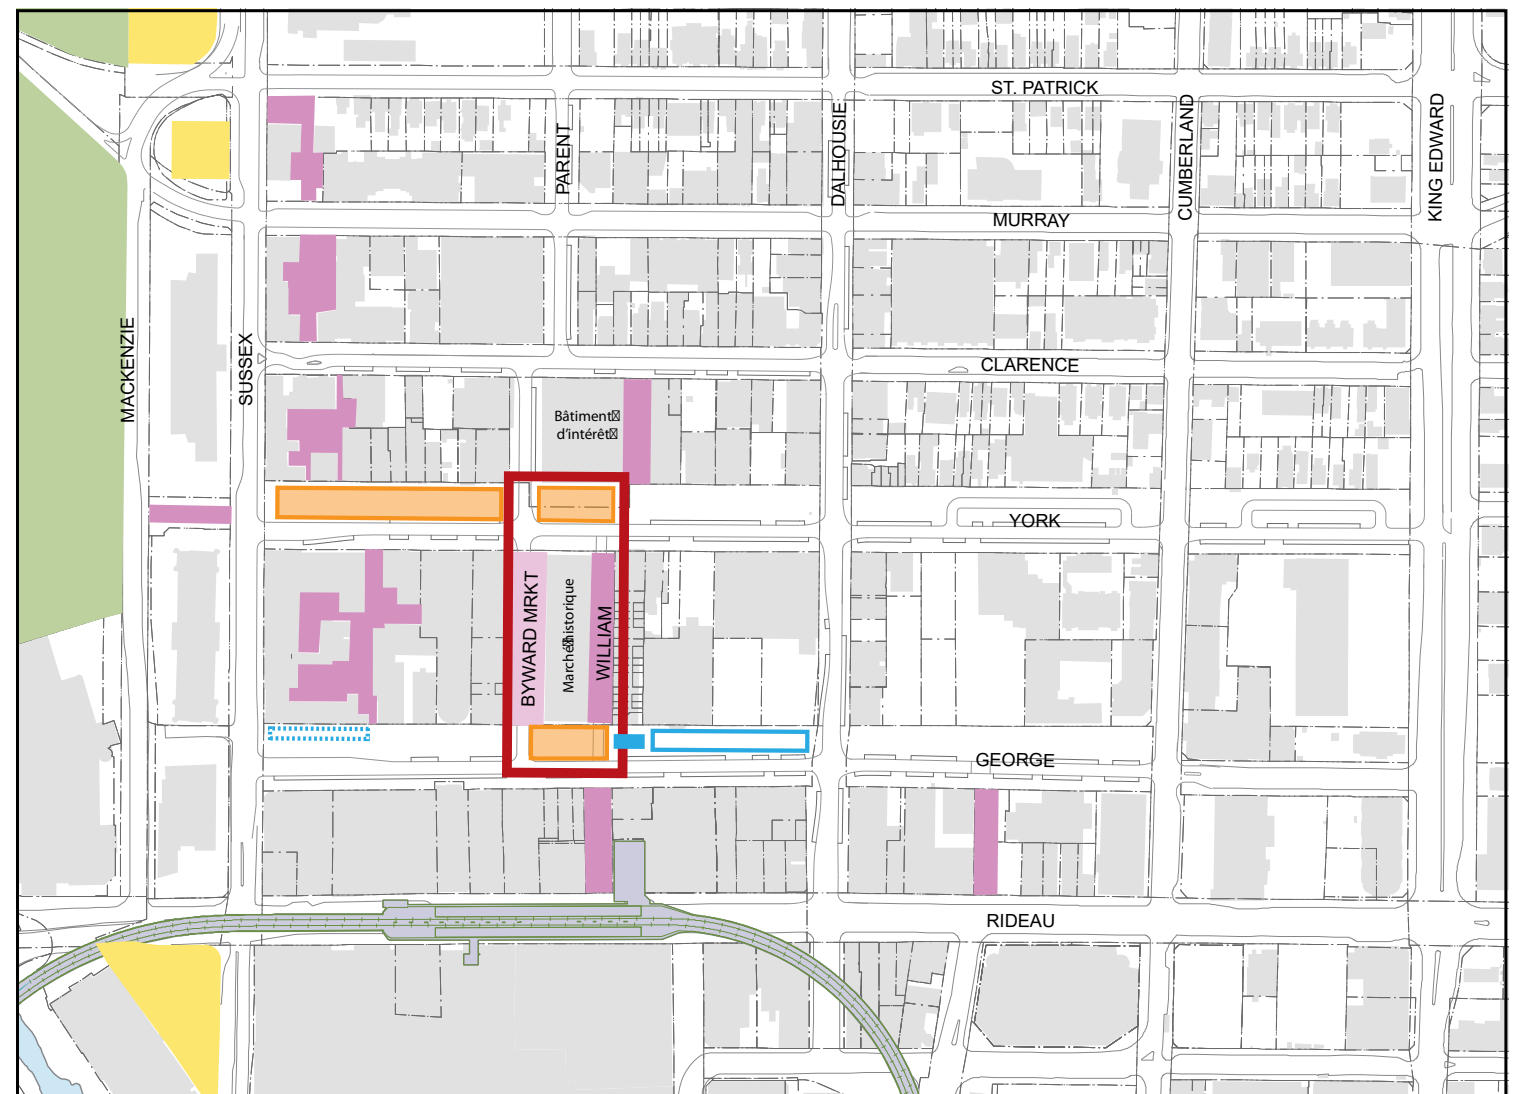 ST. PATRICK
PARENT
DALHOUSIE
CUMBERLAND
KING EDWARD
MURRAY
MACKENZIE
SUSSEX
CLARENCE
Bâtiment
d'intérêt
YORK
BYWARD MRKT
Marché historique
WILLIAM
GEORGE
RIDEAU